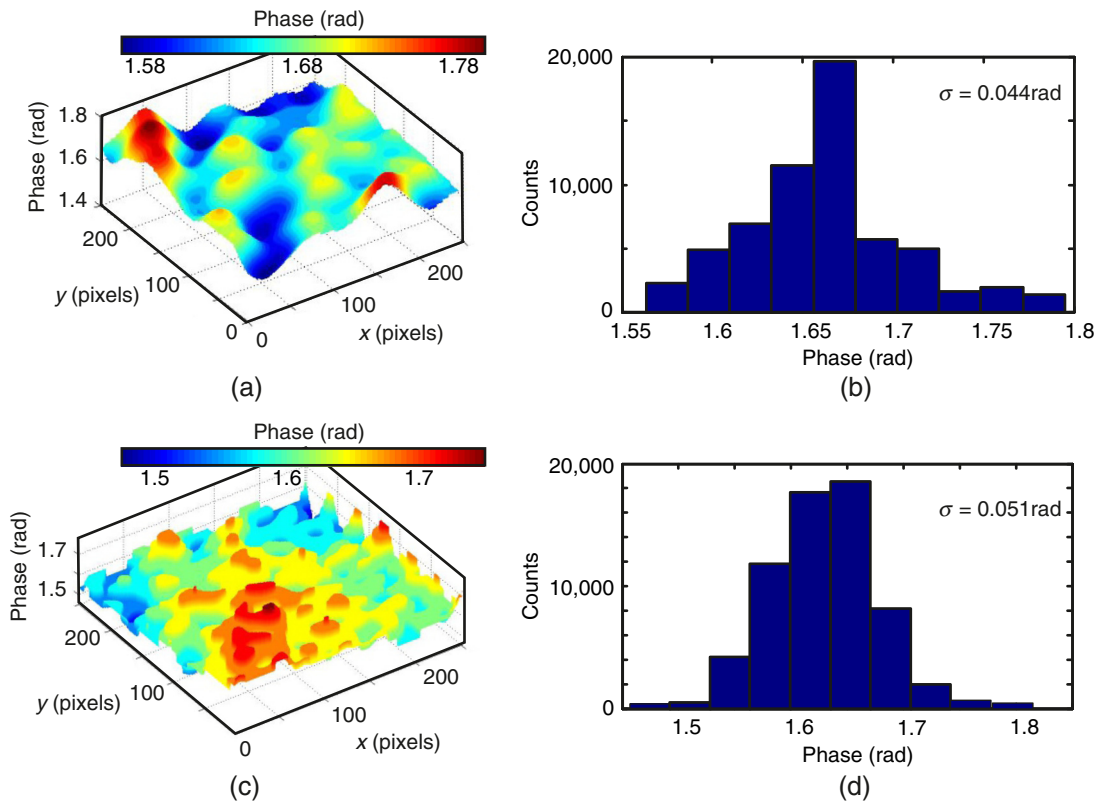 Phase (rad)
1.58 1.68 1.78
Phase (rad)
1.8
1.6
1.4
200
100
0
y (pixels)
0
100
200
x (pixels)
(a)
20,000
10,000
0
Counts
σ = 0.044rad
1.55 1.6 1.65 1.7 1.75 1.8
Phase (rad)
(b)
Phase (rad)
1.5 1.6 1.7
Phase (rad)
1.7
1.5
200
100
y (pixels)
0
100
200
x (pixels)
(c)
20,000
10,000
0
Counts
σ = 0.051rad
1.5 1.6 1.7 1.8
Phase (rad)
(d)